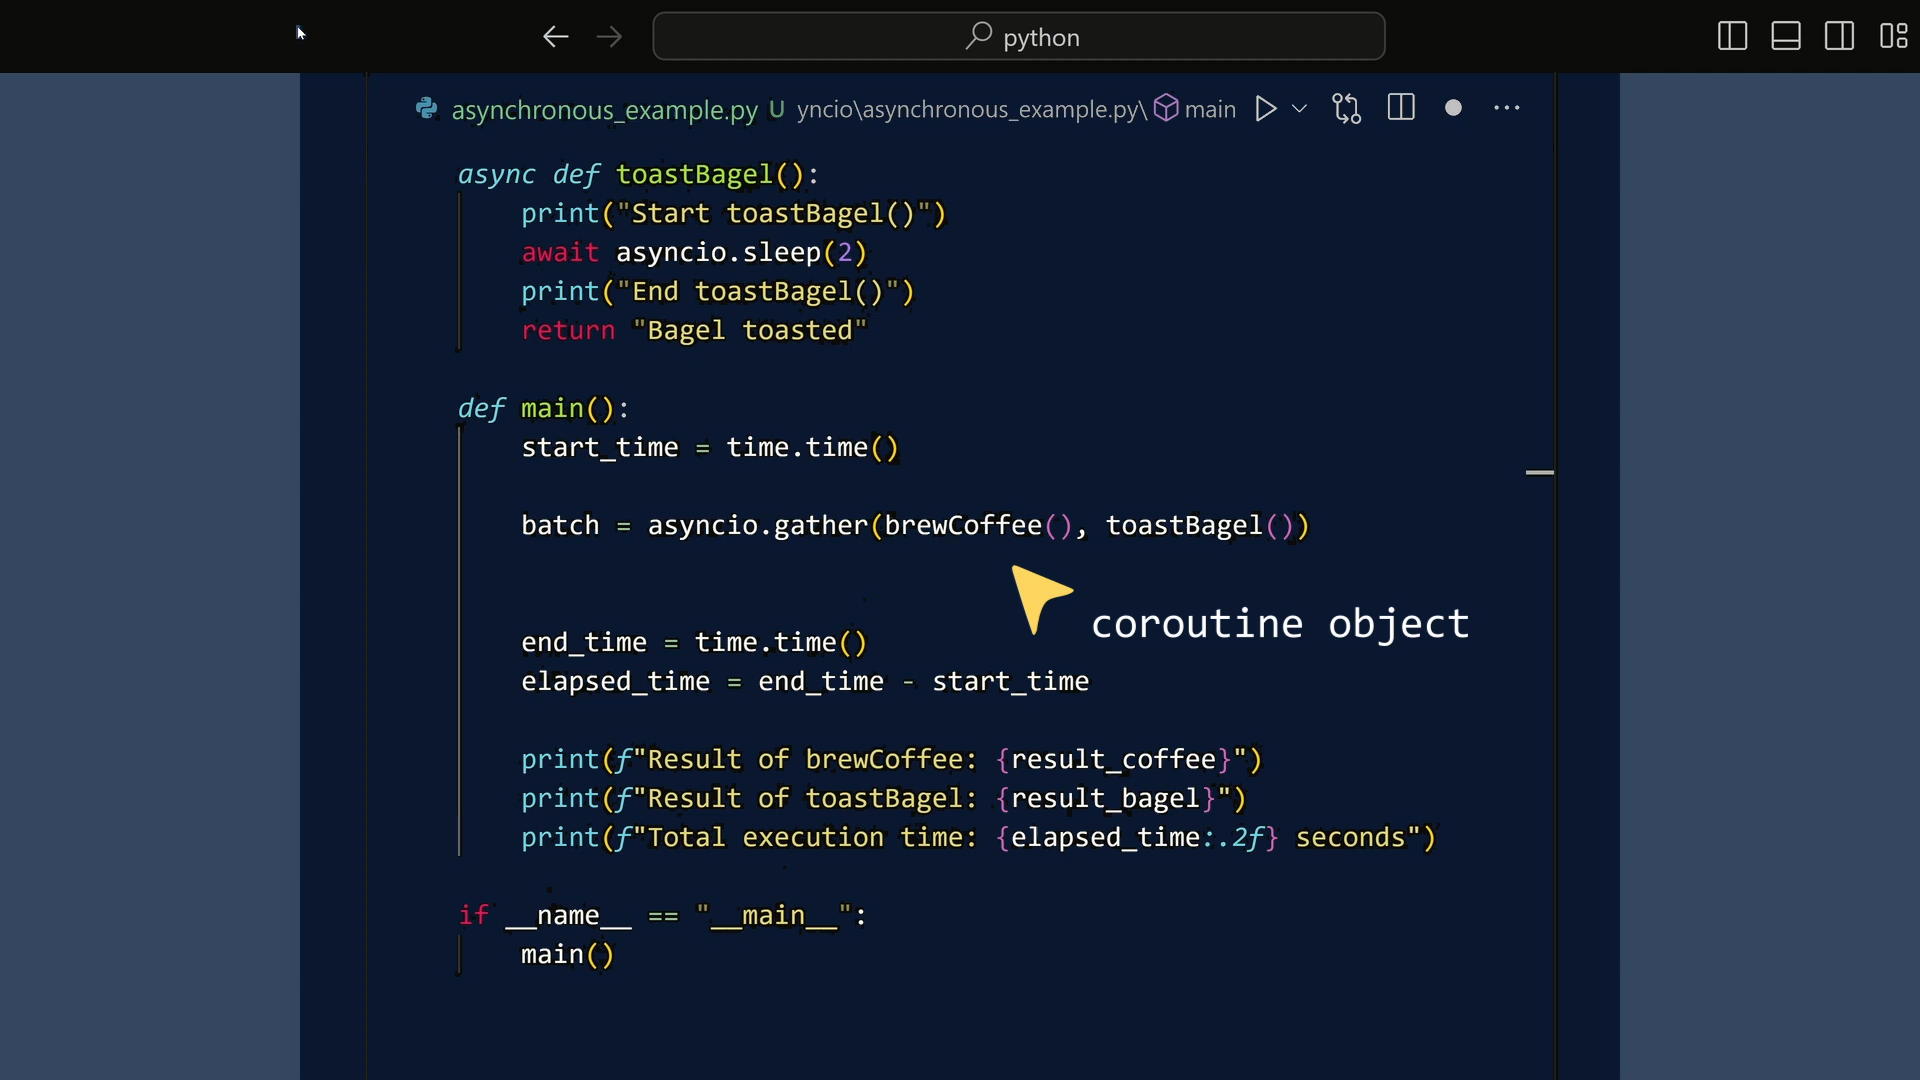 python
asynchronous_example.py U yncio\asynchronous_example.py\ main
async def toastBagel():
print("Start toastBagel()")
await asyncio.sleep(2)
print("End toastBagel()")
return "Bagel toasted"
def main():
start_time = time.time()
batch = asyncio.gather(brewCoffee(), toastBagel())
coroutine object
end_time = time.time()
elapsed_time = end_time - start_time
print(f"Result of brewCoffee: {result_coffee}")
print(f"Result of toastBagel: {result_bagel}")
print(f"Total execution time: {elapsed_time:.2f} seconds")
if __name__ == "__main__":
main()